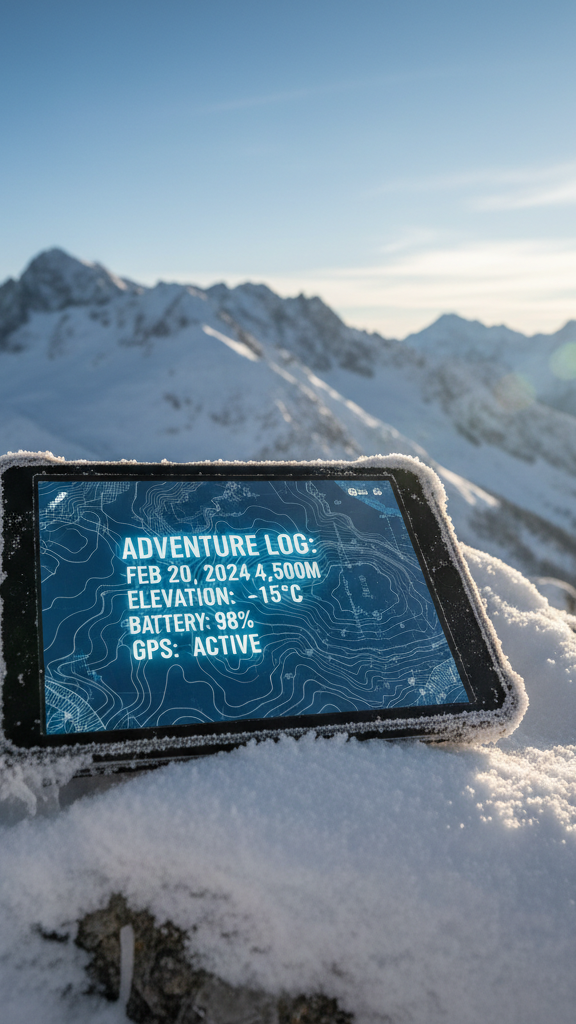 ADVENTURE LOG:
FEB 20, 2024 4,500M
ELEVATION: -15°C
BATTERY: 98%
GPS: ACTIVE